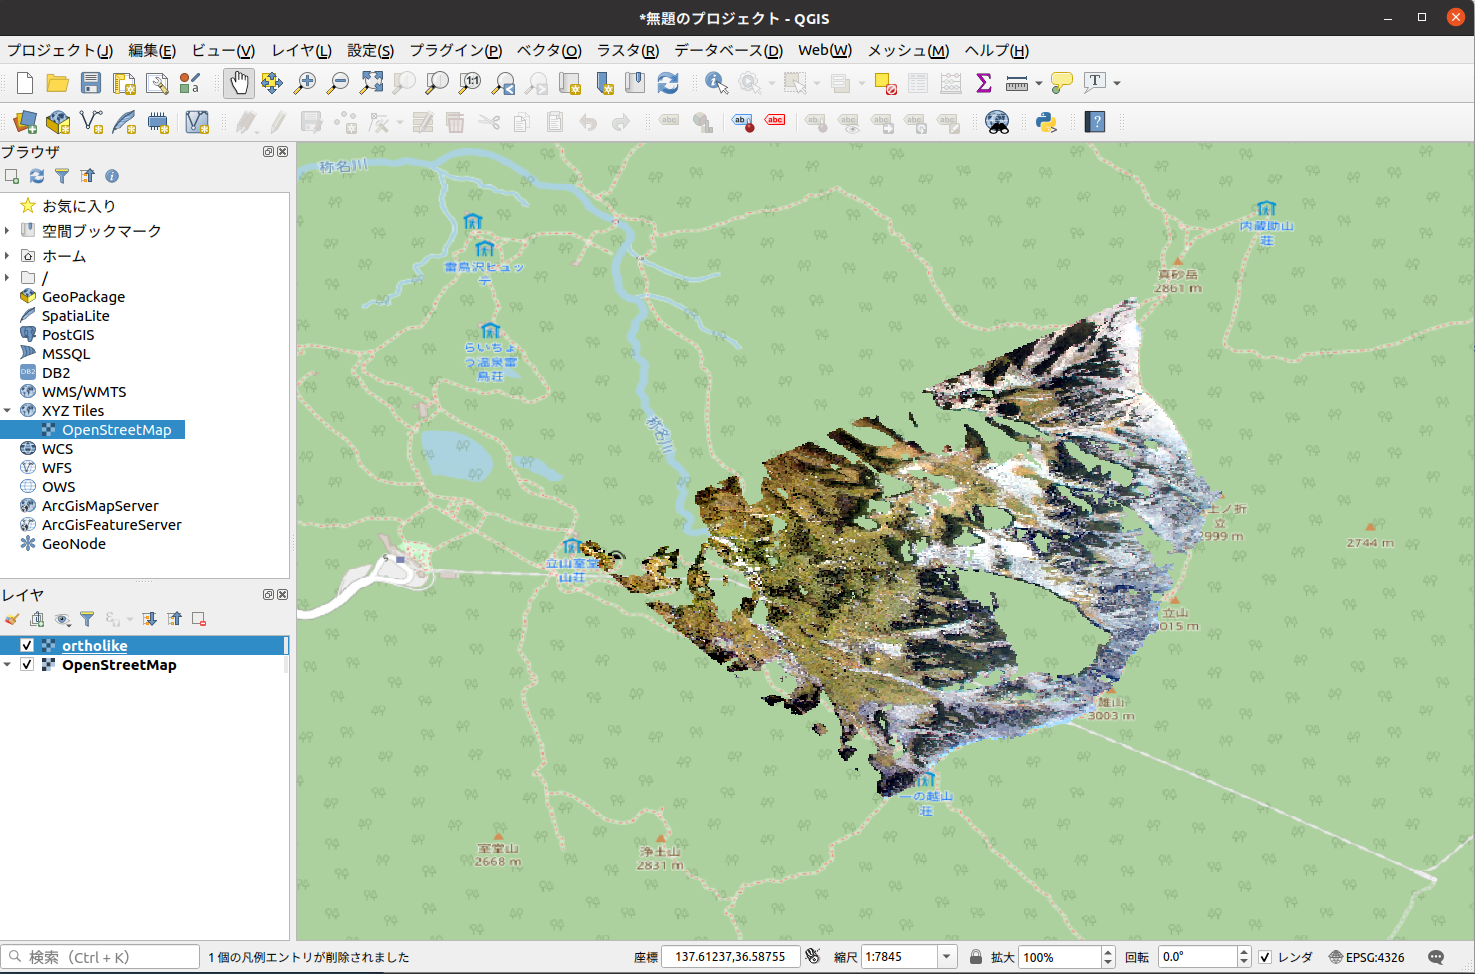 *無題のプロジェクト - QGIS
プロジェクト(J) 編集(E) ビュー(V) レイヤ(L) 設定(S) プラグイン(P) ベクタ(O) ラスタ(R) データベース(D) Web(W) メッシュ(M) ヘルプ(H)
ブラウザ
お気に入り
空間ブックマーク
ホーム
/
GeoPackage
SpatiaLite
PostGIS
MSSQL
DB2
WMS/WMTS
XYZ Tiles
OpenStreetMap
WCS
WFS
OWS
ArcGisMapServer
ArcGisFeatureServer
GeoNode
レイヤ
ortholike
OpenStreetMap
称名川
雷鳥沢ヒュッ
テ
らいちょ
う温泉雷
鳥荘
称名川
内蔵助山
荘
真砂岳
2861 m
2999 m
2744 m
立山
雄山
3003 m
立山室堂
山荘
一の越山
荘
室堂山
2668 m
浄土山
2831 m
検索 (Ctrl + K)
1 個の凡例エントリが削除されました
座標 137.61237,36.58755 縮尺 1:7845 拡大 100% 回転 0.0° レンダ EPSG:4326